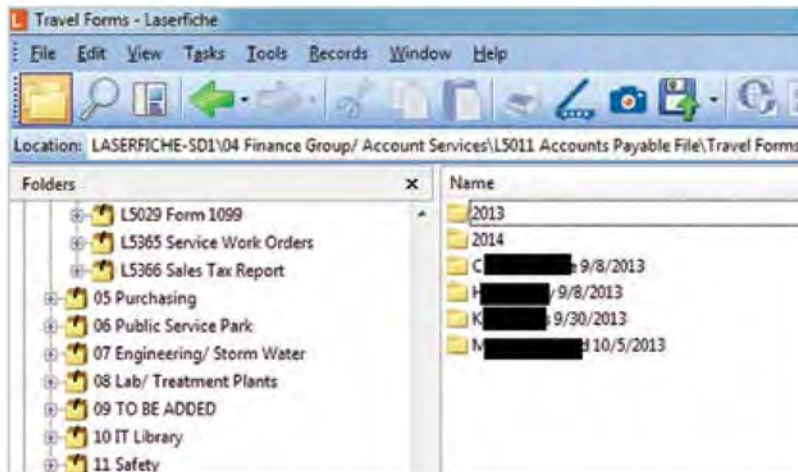 Travel Forms - Laserfiche
File Edit View Tasks Tools Records Window Help
Location: LASERFICHE-SD1\04 Finance Group/ Account Services\L5011 Accounts Payable File\Travel Forms
Folders x Name
L5029 Form 1099
L5365 Service Work Orders
L5366 Sales Tax Report
05 Purchasing
06 Public Service Park
07 Engineering/ Storm Water
08 Lab/ Treatment Plants
09 TO BE ADDED
10 IT Library
11 Safety
2013
2014
C e 9/8/2013
H y 9/8/2013
K s 9/30/2013
M d 10/5/2013